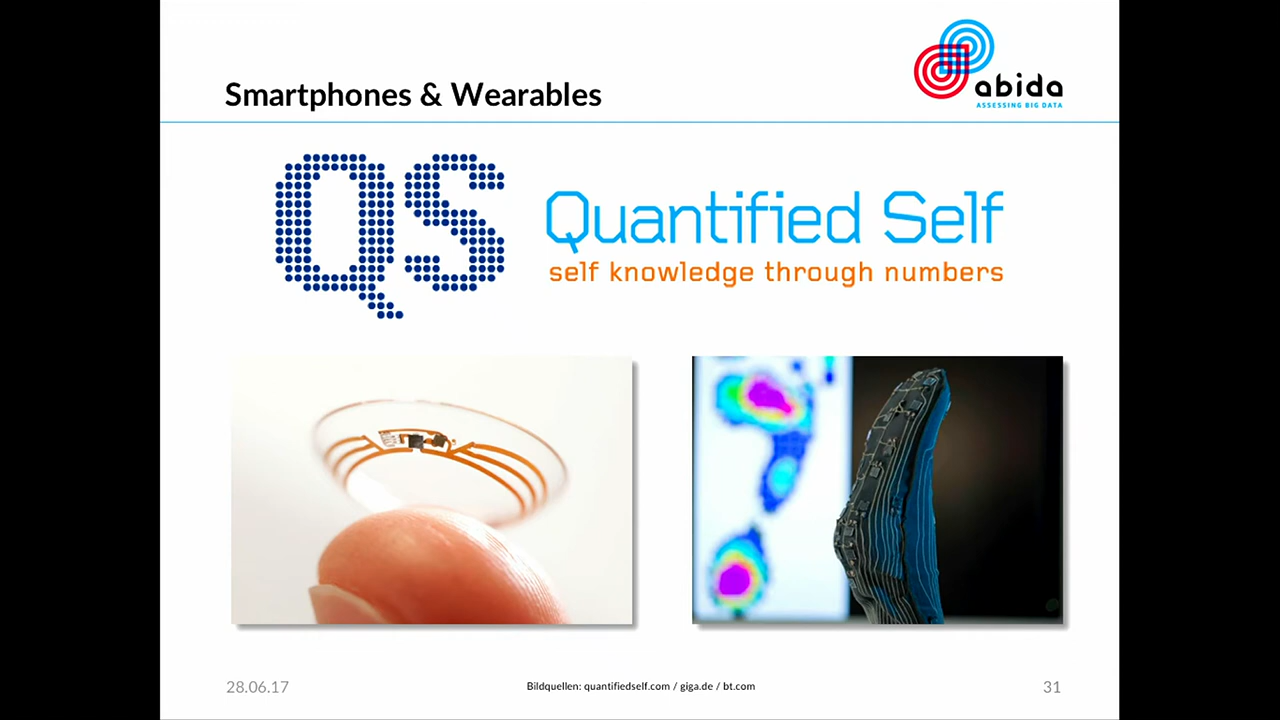 Smartphones & Wearables
abida
ASSESSING BIG DATA
QS
Quantified Self
self knowledge through numbers
28.06.17
Bildquellen: quantifiedself.com / giga.de / bt.com
31